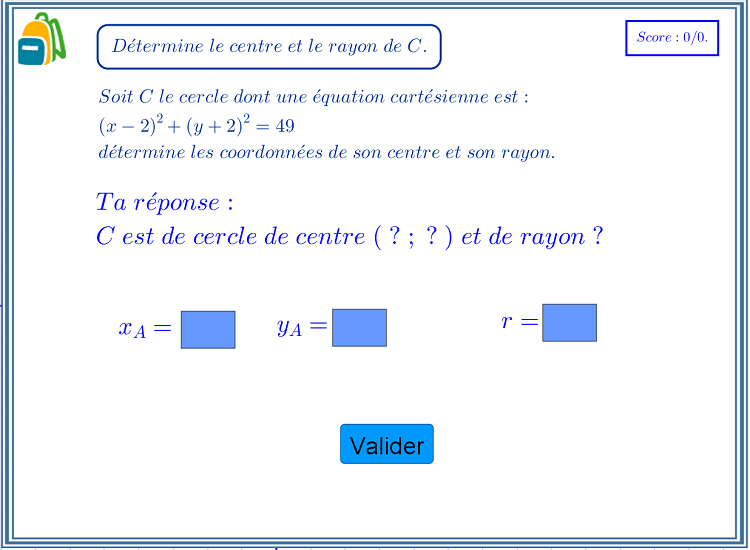 Détermine le centre et le rayon de C.
Score : 0/0.
Soit C le cercle dont une équation cartésienne est :
(x − 2)² + (y + 2)² = 49
détermine les coordonnées de son centre et son rayon.
Ta réponse :
C est de cercle de centre ( ? ; ? ) et de rayon ?
x_A = y_A = r =
Valider